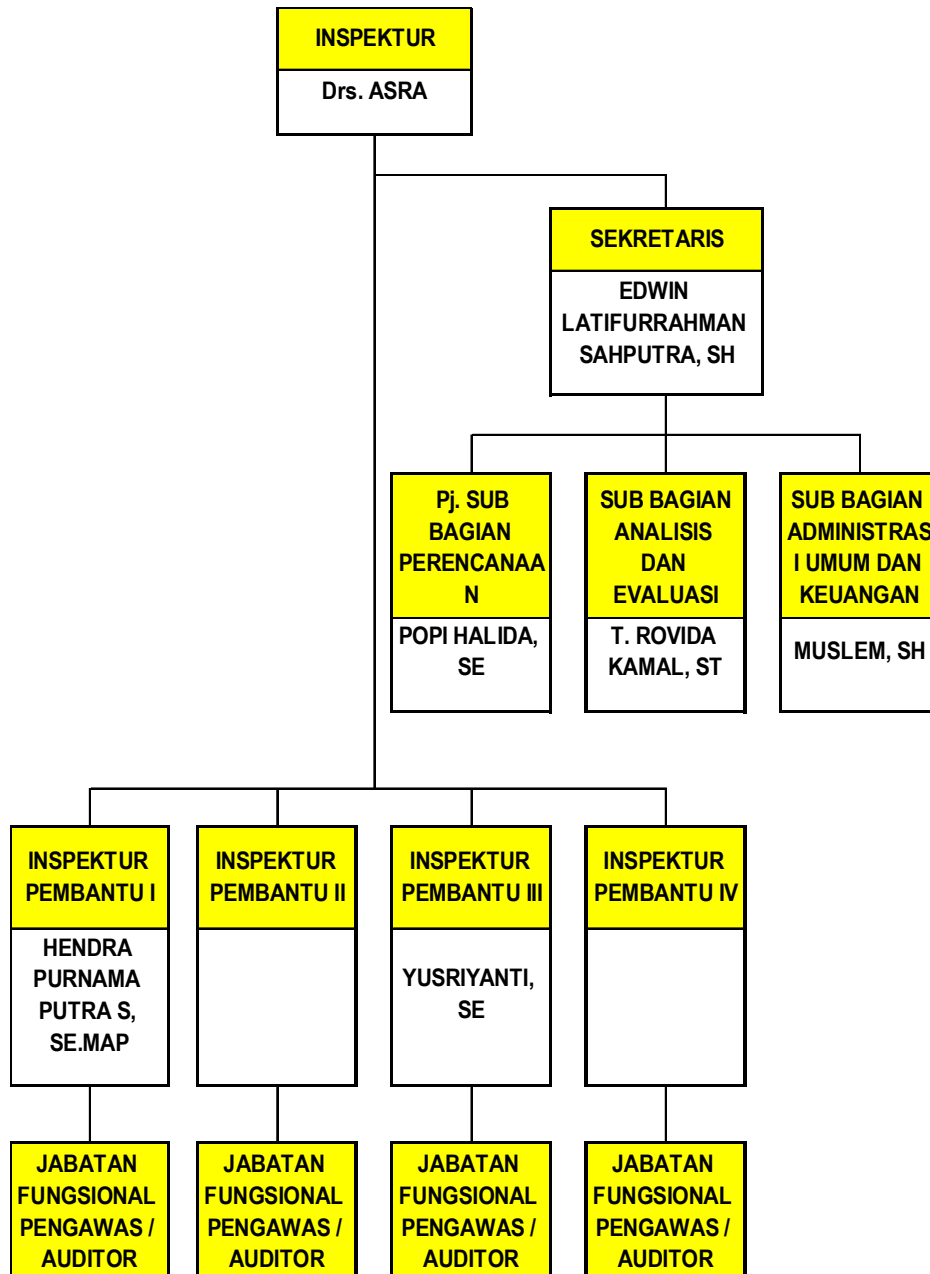 INSPEKTUR
Drs. ASRA
SEKRETARIS
EDWIN
LATIFURRAHMAN
SAHPUTRA, SH
Pj. SUB
BAGIAN
PERENCANAA
N
POPI HALIDA,
SE
SUB BAGIAN
ANALISIS
DAN
EVALUASI
T. ROVIDA
KAMAL, ST
SUB BAGIAN
ADMINISTRAS
I UMUM DAN
KEUANGAN
MUSLEM, SH
INSPEKTUR
PEMBANTU I
HENDRA
PURNAMA
PUTRA S,
SE.MAP
INSPEKTUR
PEMBANTU II
INSPEKTUR
PEMBANTU III
YUSRIYANTI,
SE
INSPEKTUR
PEMBANTU IV
JABATAN
FUNGSIONAL
PENGAWAS /
AUDITOR
JABATAN
FUNGSIONAL
PENGAWAS /
AUDITOR
JABATAN
FUNGSIONAL
PENGAWAS /
AUDITOR
JABATAN
FUNGSIONAL
PENGAWAS /
AUDITOR